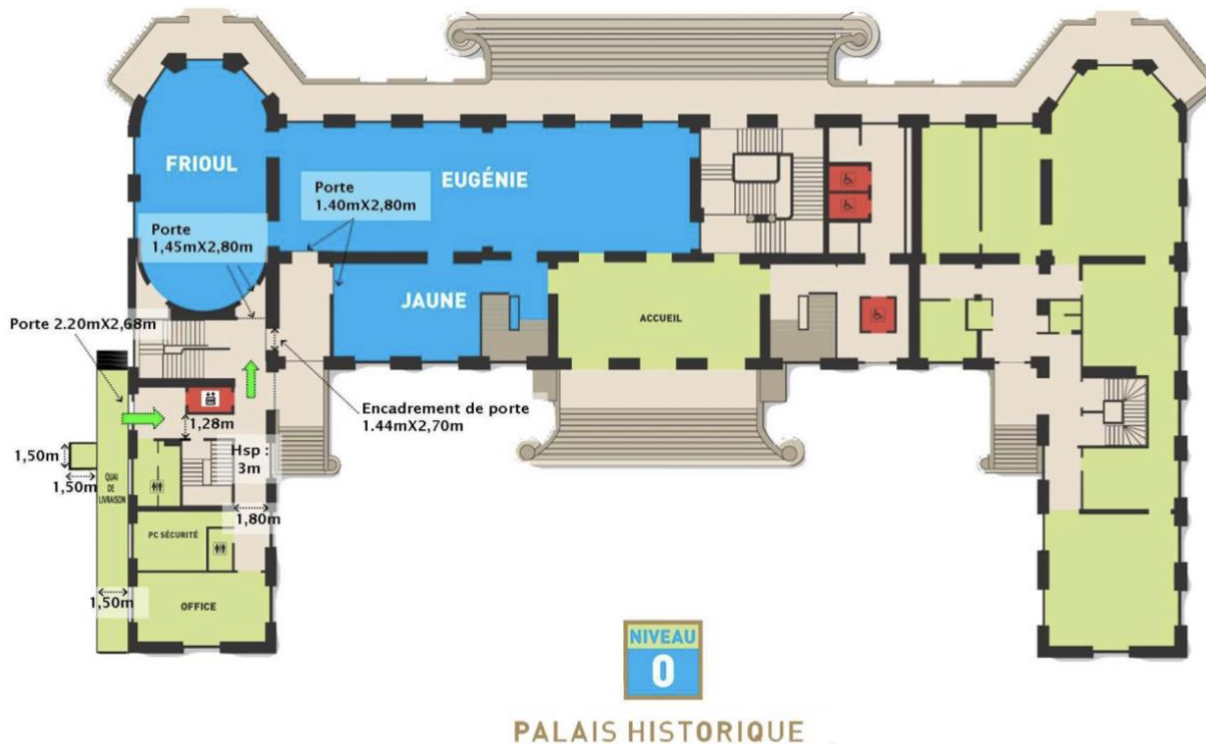 FRIOUL
EUGÉNIE
Porte
1.40mX2,80m
Porte
1,45mX2,80m
JAUNE
ACCUEIL
Porte 2.20mX2,68m
Encadrement de porte
1.44mX2,70m
1,28m
Hsp :
3m
1,50m
1,50m
QUAI
DE
LIVRAISON
1,80m
PC SÉCURITÉ
1,50m
OFFICE
NIVEAU
0
PALAIS HISTORIQUE